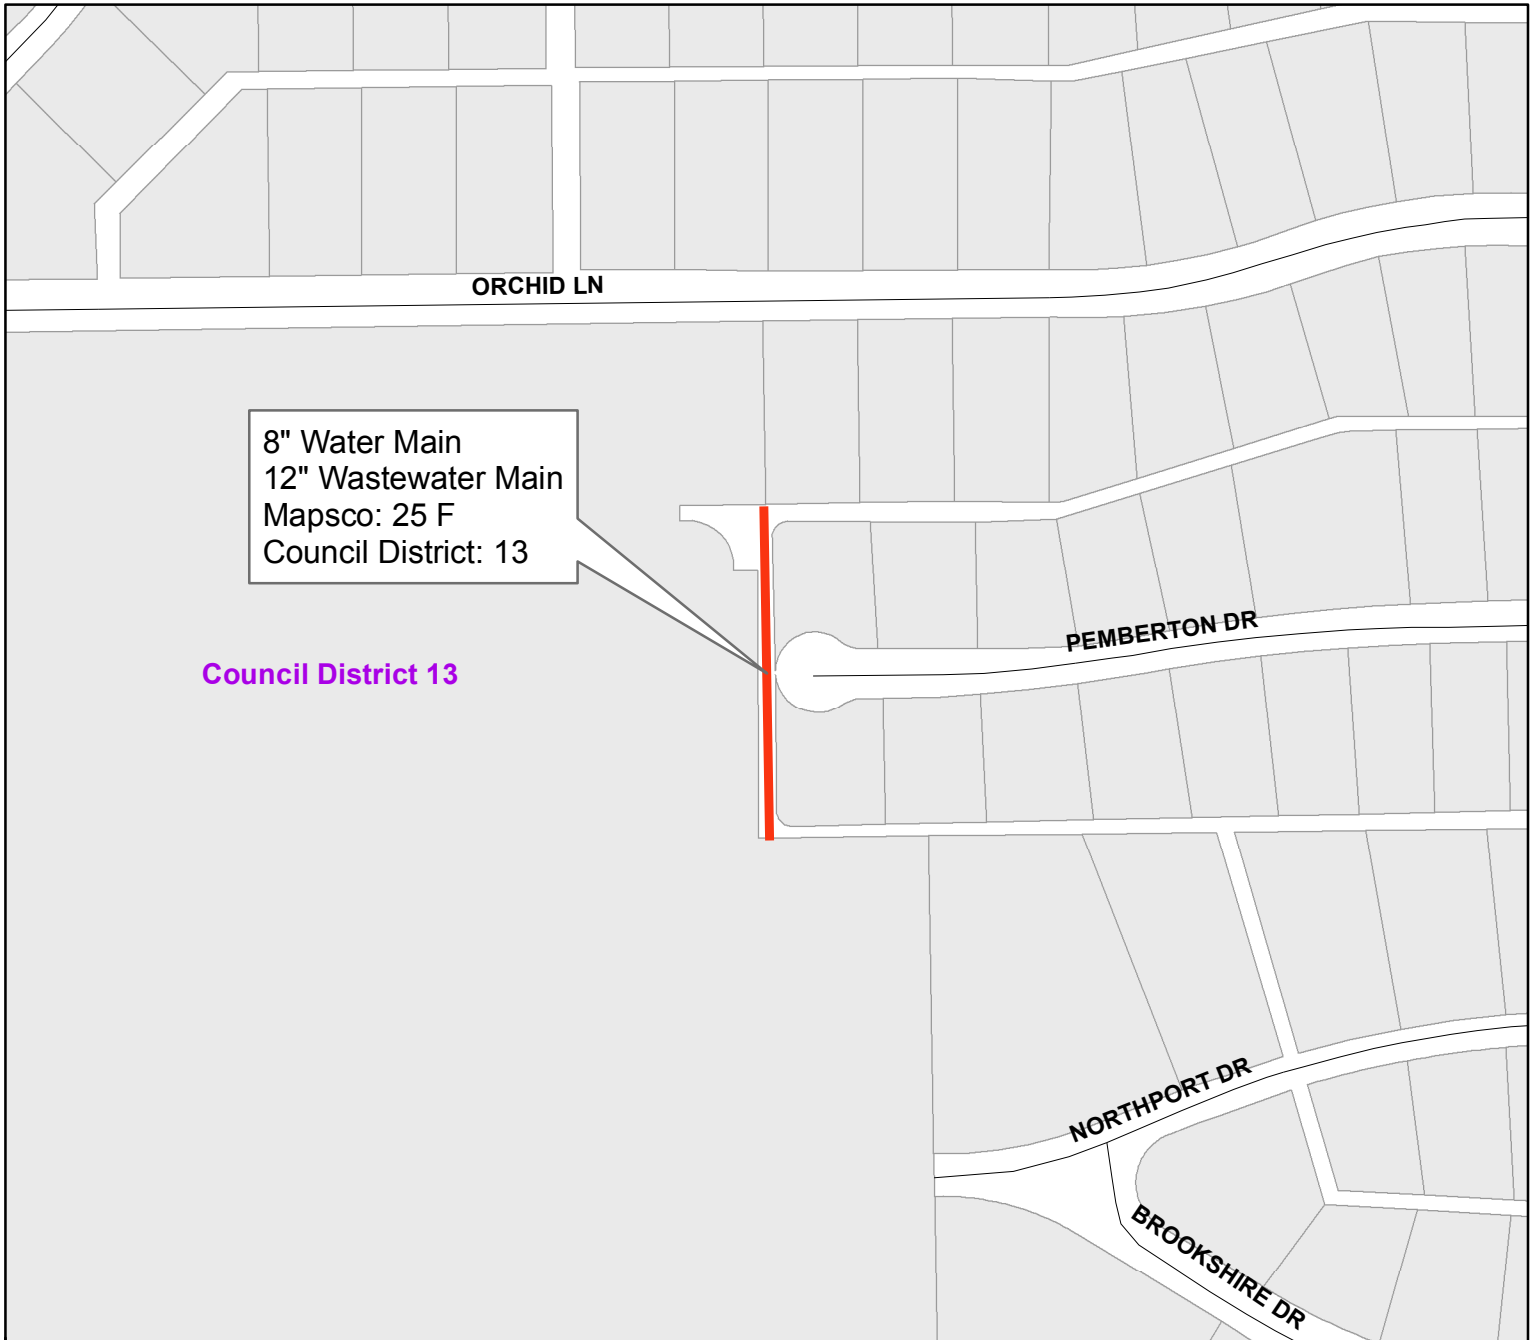 ORCHID LN
8" Water Main
12" Wastewater Main
Mapsco: 25 F
Council District: 13
PEMBERTON DR
Council District 13
NORTHPORT DR
BROOKSHIRE DR